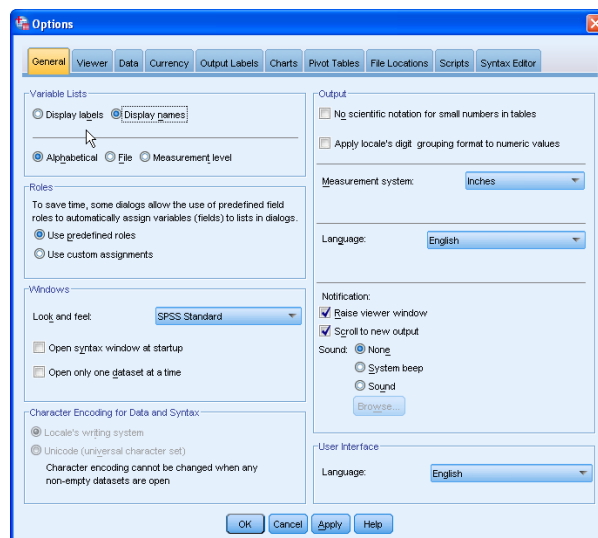 Options
General Viewer Data Currency Output Labels Charts Pivot Tables File Locations Scripts Syntax Editor
Variable Lists
Display labels Display names
Alphabetical File Measurement level
Roles
To save time, some dialogs allow the use of predefined field
roles to automatically assign variables (fields) to lists in dialogs.
Use predefined roles
Use custom assignments
Windows
Look and feel: SPSS Standard
Open syntax window at startup
Open only one dataset at a time
Character Encoding for Data and Syntax
Locale's writing system
Unicode (universal character set)
Character encoding cannot be changed when any
non-empty datasets are open
Output
No scientific notation for small numbers in tables
Apply locale's digit grouping format to numeric values
Measurement system: Inches
Language: English
Notification:
Raise viewer window
Scroll to new output
Sound: None
System beep
Sound
Browse...
User Interface
Language: English
OK Cancel Apply Help